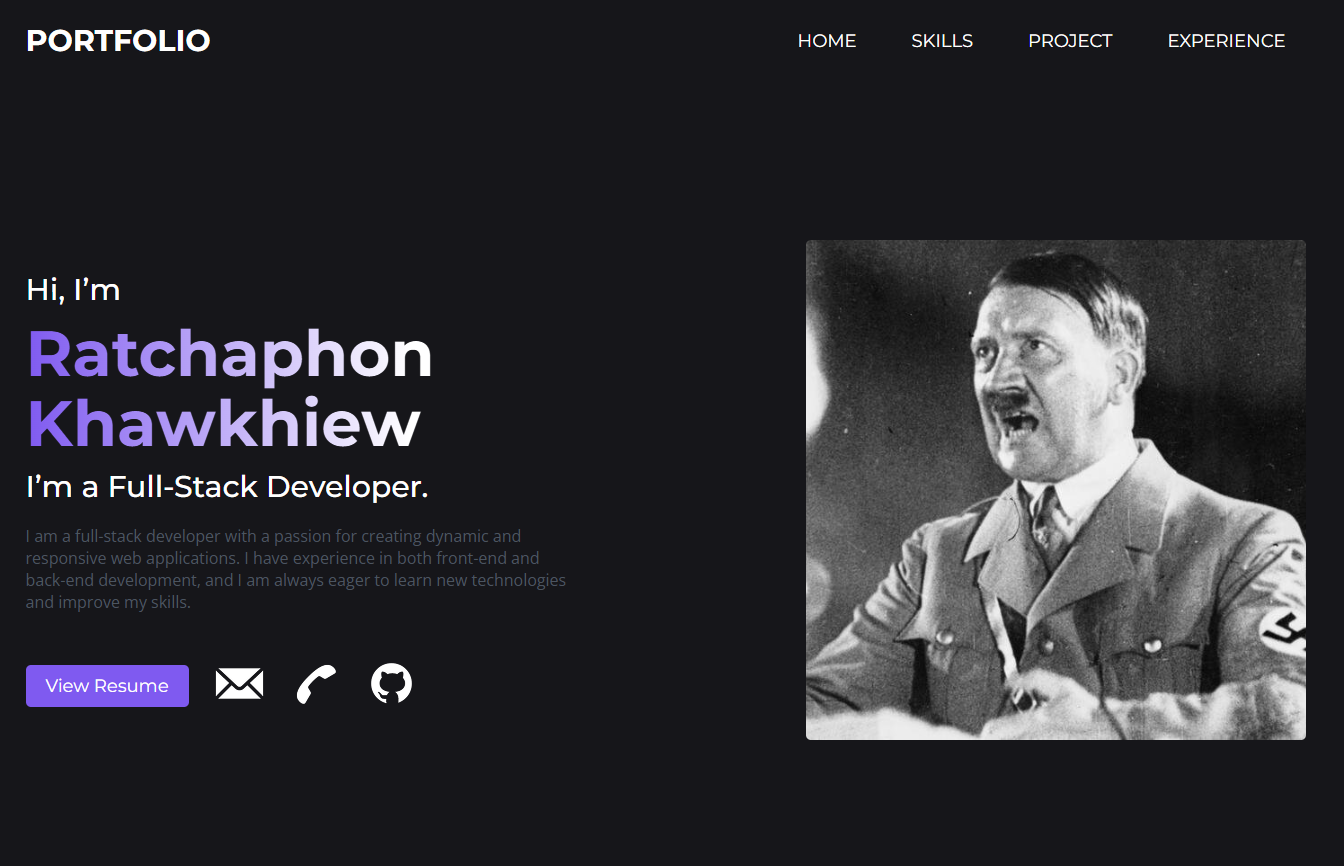 PORTFOLIO
HOME SKILLS PROJECT EXPERIENCE
Hi, I’m
Ratchaphon
Khawkhiew
I’m a Full-Stack Developer.
I am a full-stack developer with a passion for creating dynamic and
responsive web applications. I have experience in both front-end and
back-end development, and I am always eager to learn new technologies
and improve my skills.
View Resume